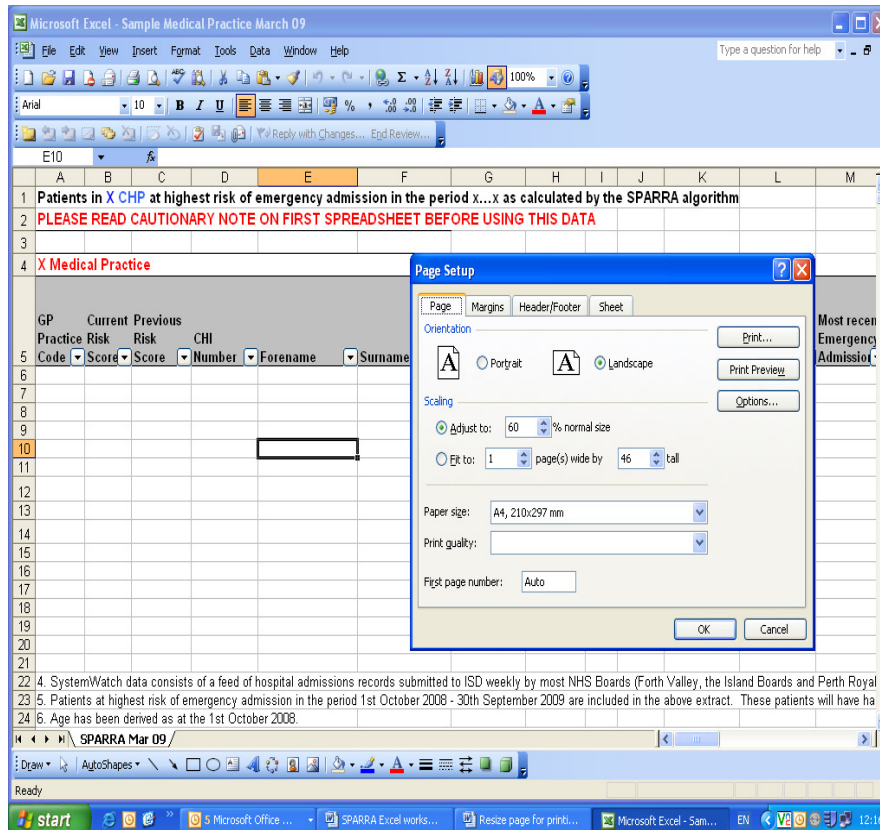 Microsoft Excel - Sample Medical Practice March 09
File Edit View Insert Format Tools Data Window Help Type a question for help
100%
Arial 10 B I U
Reply with Changes... End Review...
E10 fx
A B C D E F G H I J K L M
1 Patients in X CHP at highest risk of emergency admission in the period x...x as calculated by the SPARRA algorithm
2 PLEASE READ CAUTIONARY NOTE ON FIRST SPREADSHEET BEFORE USING THIS DATA
3
4 X Medical Practice
5 GP Practice Code Current Risk Score Previous Risk Score CHI Number Forename Surname Most recen Emergency Admission
6
7
8
9
10
11
12
13
14
15
16
17
18
19
20
21
22 4. SystemWatch data consists of a feed of hospital admissions records submitted to ISD weekly by most NHS Boards (Forth Valley, the Island Boards and Perth Royal
23 5. Patients at highest risk of emergency admission in the period 1st October 2008 - 30th September 2009 are included in the above extract. These patients will have ha
24 6. Age has been derived as at the 1st October 2008.
Page Setup
Page Margins Header/Footer Sheet
Orientation
A Portrait A Landscape
Print...
Print Preview
Options...
Scaling
Adjust to: 60 % normal size
Fit to: 1 page(s) wide by 46 tall
Paper size: A4, 210x297 mm
Print quality:
First page number: Auto
OK Cancel
SPARRA Mar 09
Draw AutoShapes
Ready
start 5 Microsoft Office ... SPARRA Excel works... Resize page for printi... Microsoft Excel - Sam... EN